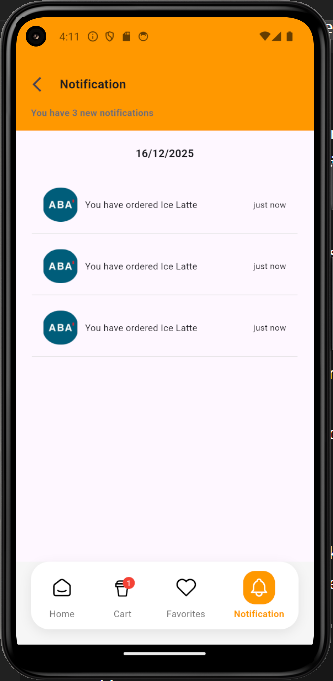 4:11
Notification
You have 3 new notifications
16/12/2025
ABA You have ordered Ice Latte just now
ABA You have ordered Ice Latte just now
ABA You have ordered Ice Latte just now
1
Home Cart Favorites Notification